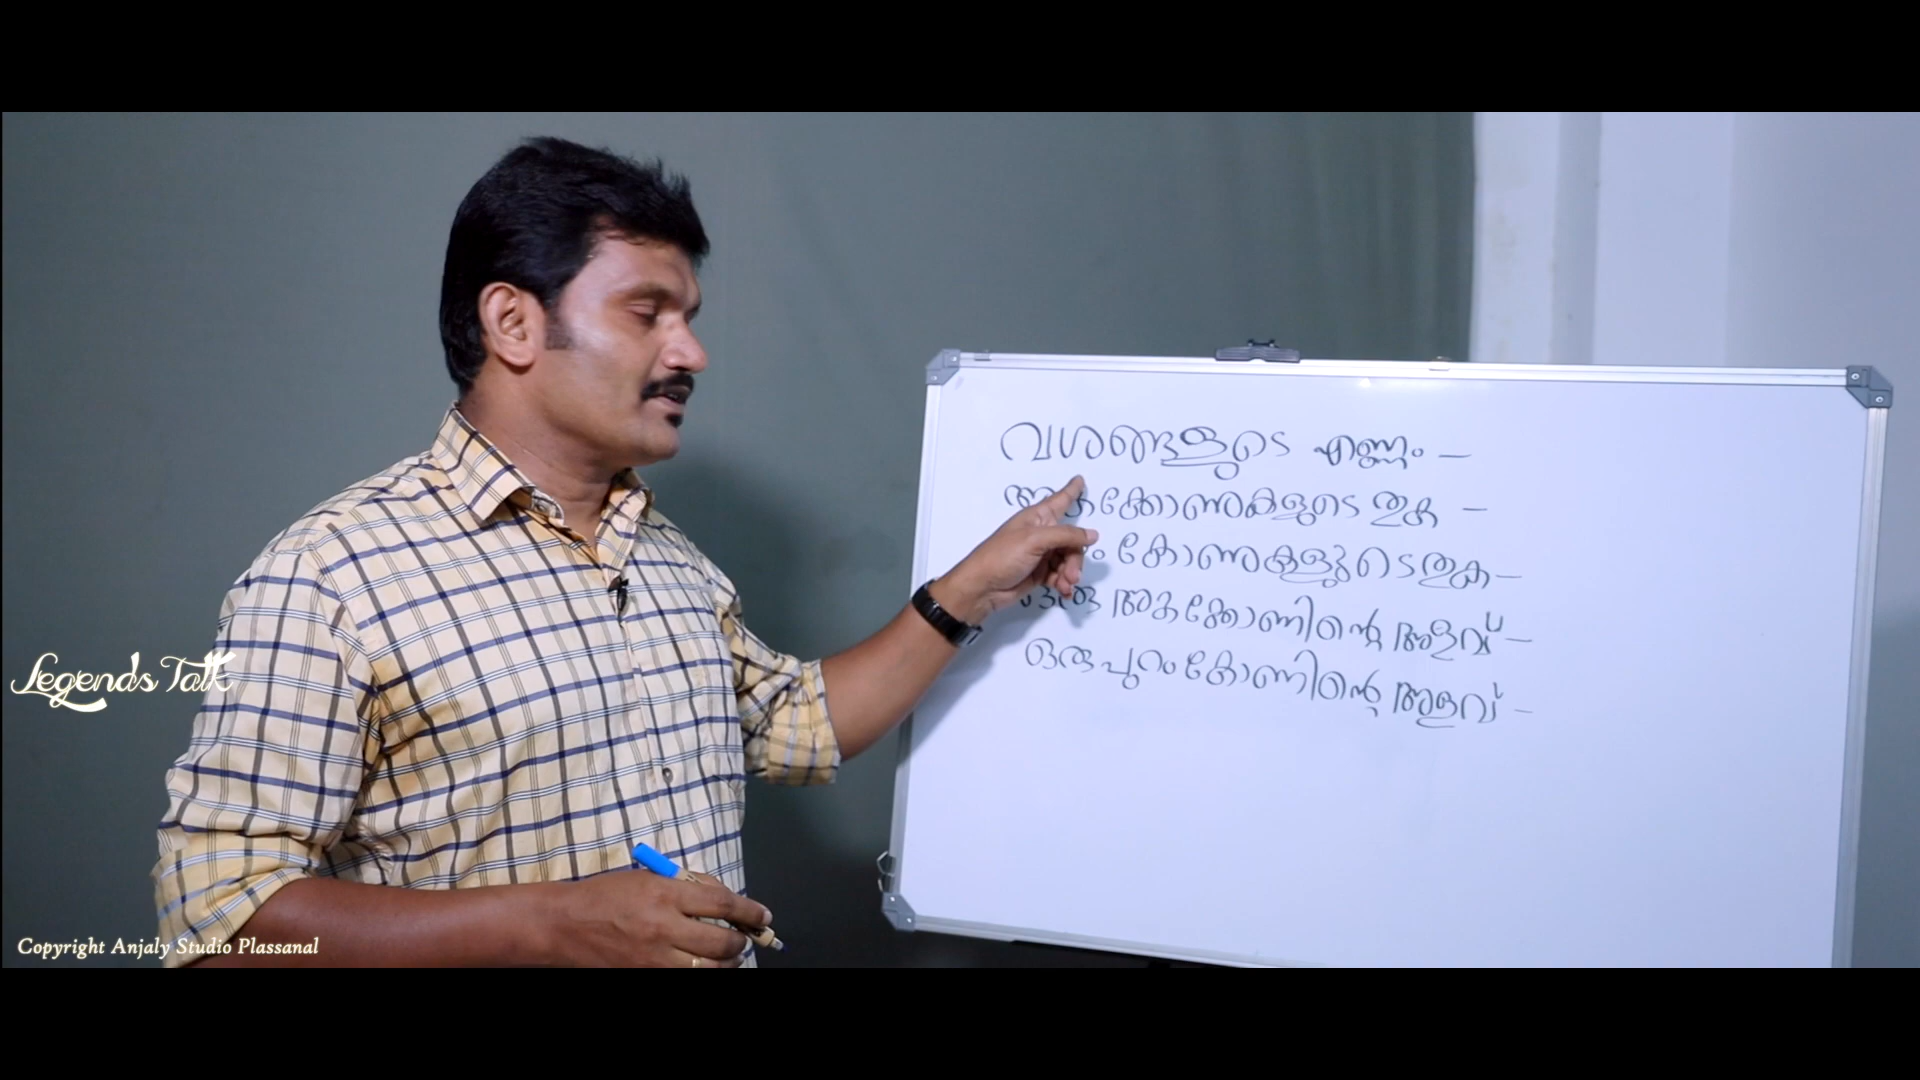 വശങ്ങളുടെ എണ്ണം –
അകക്കോണുകളുടെ തുക –
കോണുകളുടെ തുക –
ഒരു അകക്കോണിന്റെ അളവ് –
ഒരു പുറം കോണിന്റെ അളവ് –
Legends Talk
Copyright Anjaly Studio Plassanal